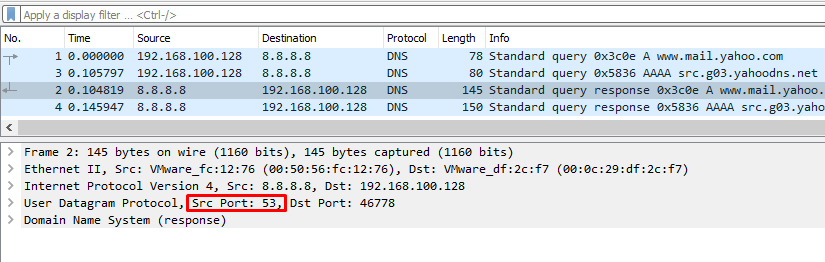 Apply a display filter ... <Ctrl-/>
No. Time Source Destination Protocol Length Info
1 0.000000 192.168.100.128 8.8.8.8 DNS 78 Standard query 0x3c0e A www.mail.yahoo.com
3 0.105797 192.168.100.128 8.8.8.8 DNS 80 Standard query 0x5836 AAAA src.g03.yahoodns.net
2 0.104819 8.8.8.8 192.168.100.128 DNS 145 Standard query response 0x3c0e A www.mail.yahoo.
4 0.145947 8.8.8.8 192.168.100.128 DNS 150 Standard query response 0x5836 AAAA src.g03.
Frame 2: 145 bytes on wire (1160 bits), 145 bytes captured (1160 bits)
Ethernet II, Src: VMware_fc:12:76 (00:50:56:fc:12:76), Dst: VMware_df:2c:f7 (00:0c:29:df:2c:f7)
Internet Protocol Version 4, Src: 8.8.8.8, Dst: 192.168.100.128
User Datagram Protocol, Src Port: 53, Dst Port: 46778
Domain Name System (response)